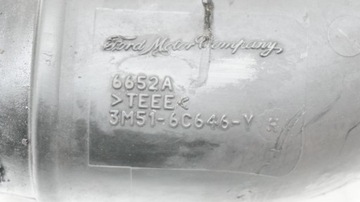 Ford Motor Company
6652A
>TEEE<
3M51-6C646-Y